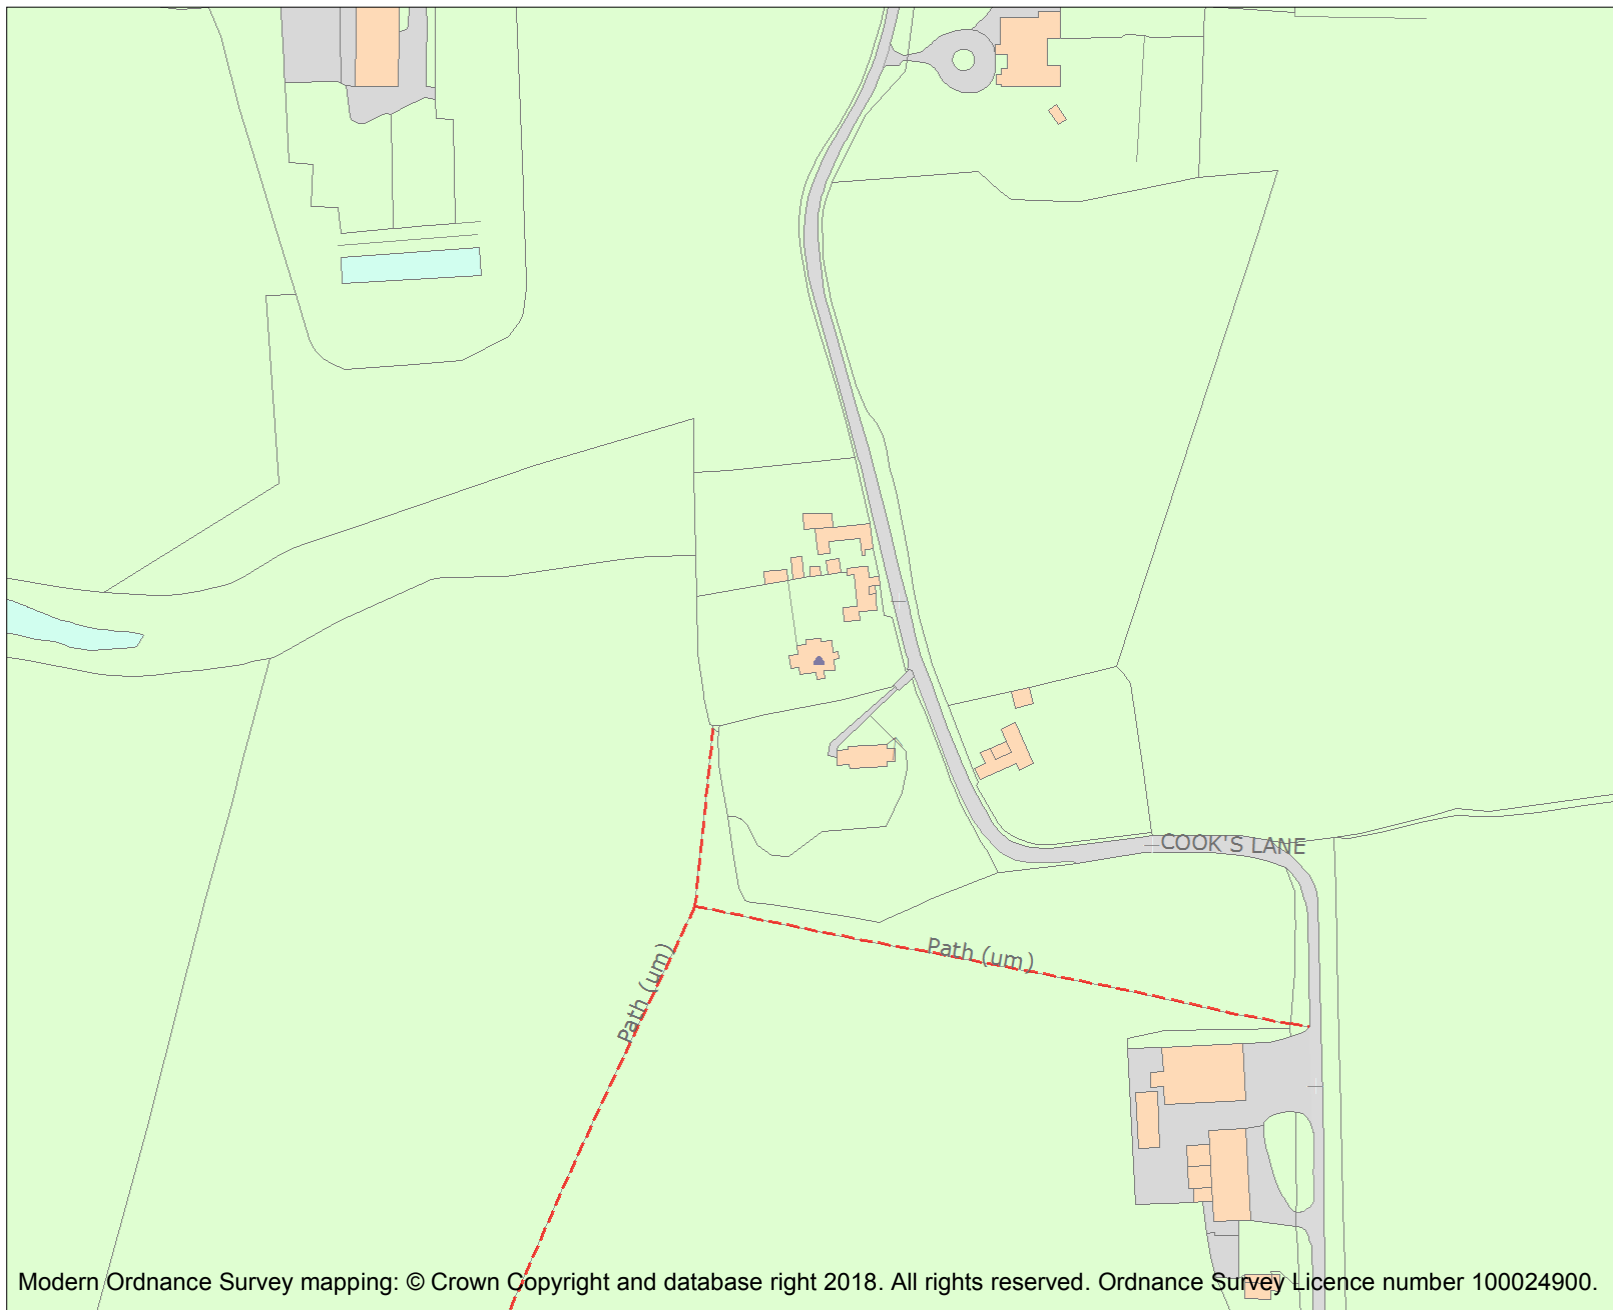 COOK'S LANE
Path (um)
Path (um)
Modern Ordnance Survey mapping: © Crown Copyright and database right 2018. All rights reserved. Ordnance Survey Licence number 100024900.